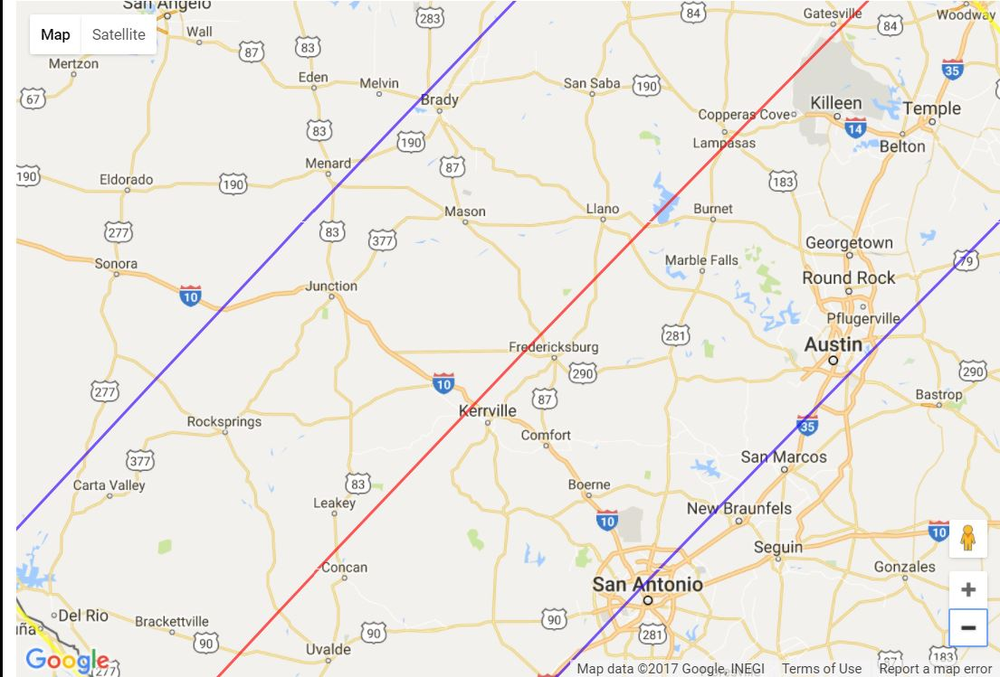 San Angelo
283
84
Gatesville
84
Woodway
Map
Satellite
Wall
87
83
35
Mertzon
Eden
Melvin
San Saba
190
67
Brady
Killeen
Temple
Copperas Cove
14
83
190
Lampasas
Belton
Menard
87
190
Eldorado
190
183
Mason
Llano
Burnet
277
83
377
Georgetown
Sonora
Marble Falls
79
Junction
Round Rock
10
Pflugerville
281
Austin
Fredericksburg
290
290
10
277
87
Bastrop
Kerrville
Rocksprings
35
Comfort
377
San Marcos
83
Carta Valley
Boerne
Leakey
New Braunfels
10
10
Seguin
Concan
Gonzales
San Antonio
+
Del Rio
Brackettville
90
uña
−
90
90
281
Uvalde
183
Google
277
Map data ©2017 Google, INEGI
Terms of Use
Report a map error